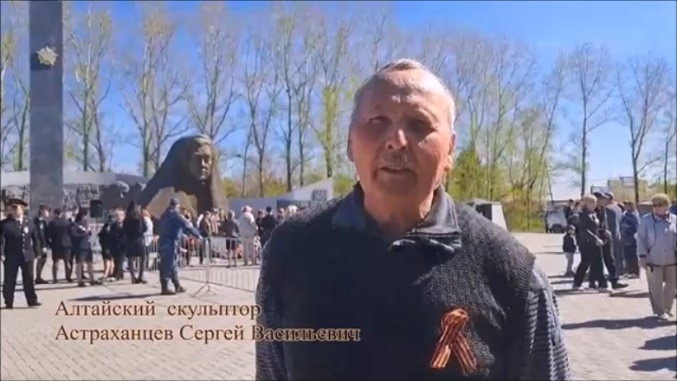 Алтайский скульптор
Астраханцев Сергей Васильевич